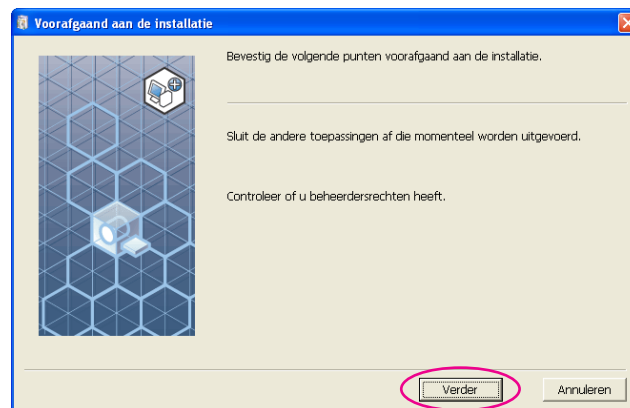 Voorafgaand aan de installatie
Bevestig de volgende punten voorafgaand aan de installatie.
Sluit de andere toepassingen af die momenteel worden uitgevoerd.
Controleer of u beheerdersrechten heeft.
Verder
Annuleren